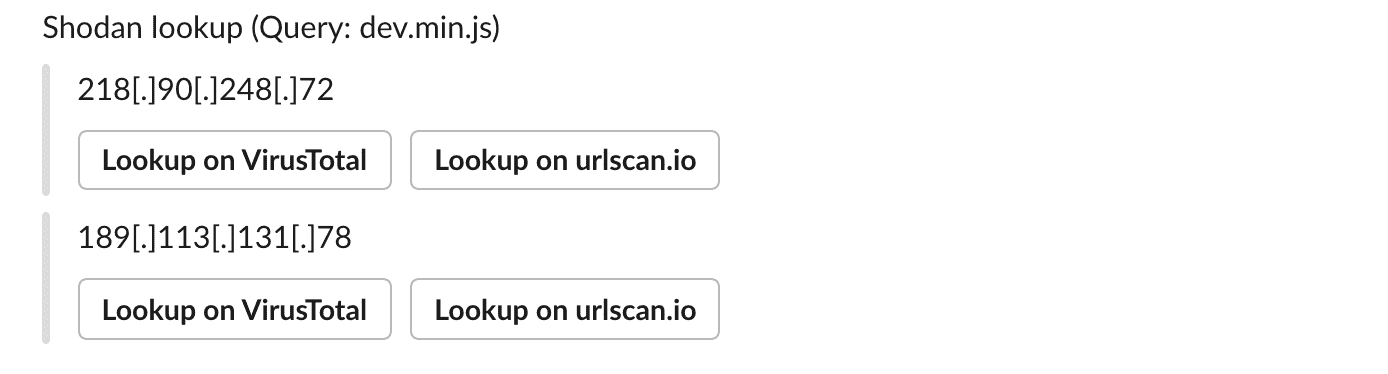 Shodan lookup (Query: dev.min.js)
218[.]90[.]248[.]72
Lookup on VirusTotal Lookup on urlscan.io
189[.]113[.]131[.]78
Lookup on VirusTotal Lookup on urlscan.io